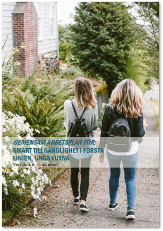 GEMENSAM ARBETSPLAN FÖR:
SMART TILLGÄNGLIGHET I FÖRSTA
LINJEN, UNGA VUXNA